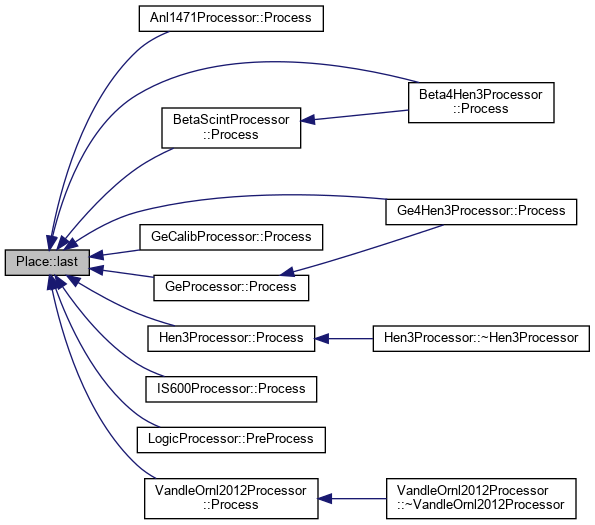 Anl1471Processor::Process
Beta4Hen3Processor
::Process
BetaScintProcessor
::Process
Ge4Hen3Processor::Process
GeCalibProcessor::Process
Place::last
GeProcessor::Process
Hen3Processor::Process
Hen3Processor::~Hen3Processor
IS600Processor::Process
LogicProcessor::PreProcess
VandleOrnl2012Processor
::Process
VandleOrnl2012Processor
::~VandleOrnl2012Processor